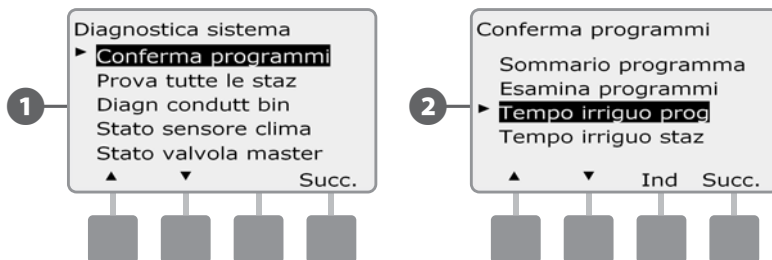 1
Diagnostica sistema
► Conferma programmi
Prova tutte le staz
Diagn condutt bin
Stato sensore clima
Stato valvola master
▲ ▼ Succ.
2
Conferma programmi
Sommario programma
Esamina programmi
► Tempo irriguo prog
Tempo irriguo staz
▲ ▼ Ind Succ.